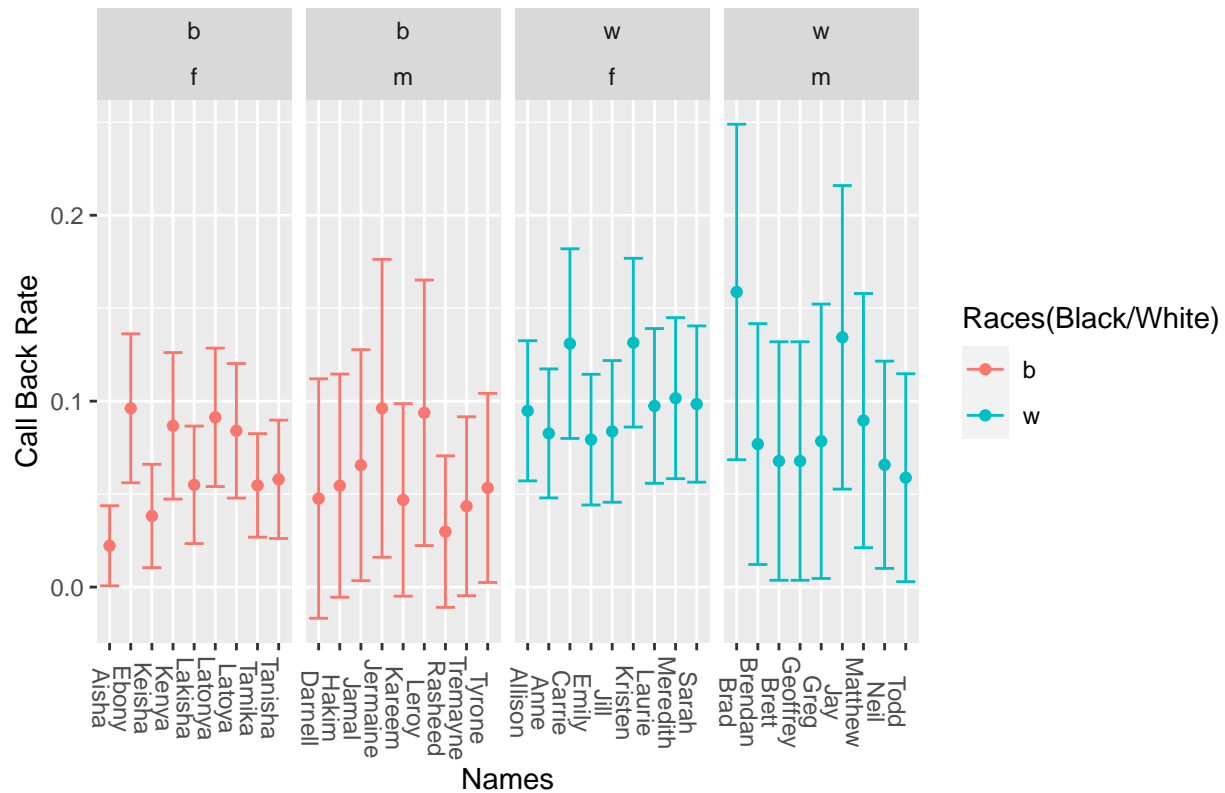 b b w w
f m f m
0.2
0.1
0.0
Call Back Rate
Aisha
Ebony
Keisha
Kenya
Lakisha
Latonya
Latoya
Tamika
Tanisha
Darnell
Hakim
Jamal
Jermaine
Kareem
Leroy
Rasheed
Tremayne
Tyrone
Allison
Anne
Carrie
Emily
Jill
Kristen
Laurie
Meredith
Sarah
Brad
Brendan
Brett
Geoffrey
Greg
Jay
Matthew
Neil
Todd
Names
Races(Black/White)
b
w